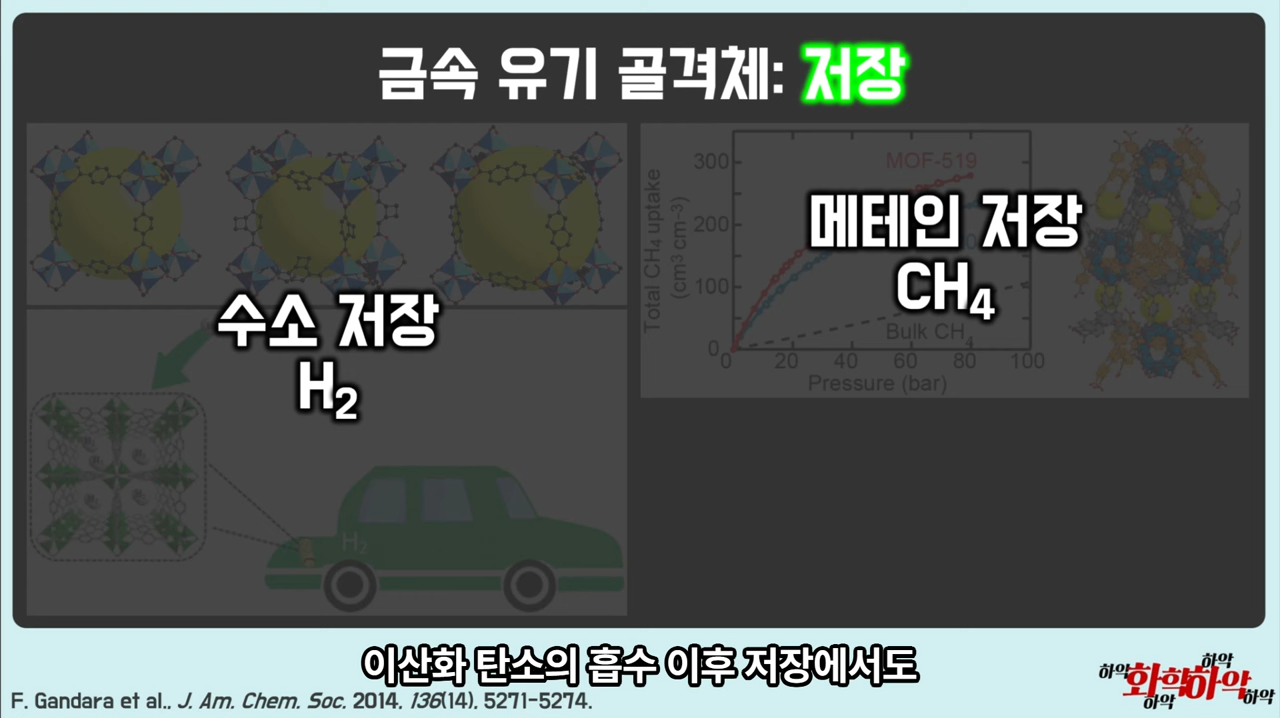 금속 유기 골격체: 저장
수소 저장
H₂
H₂
300
200
100
0
Total CH₄ uptake
(cm³ cm⁻³)
MOF-519
메테인 저장
CH₄
Bulk CH
0 20 40 60 80 100
Pressure (bar)
이산화 탄소의 흡수 이후 저장에서도
F. Gandara et al., J. Am. Chem. Soc. 2014, 136(14), 5271-5274.
하악
하악
화학하악
하악
하악